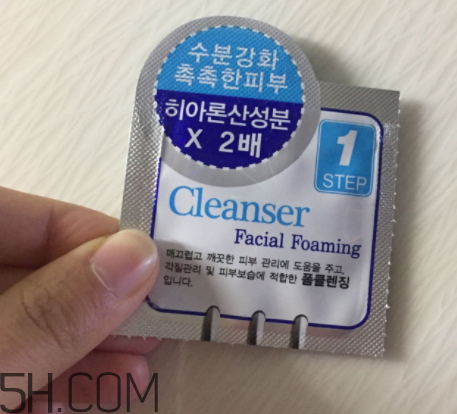 수분강화
촉촉한피부
히아론산성분
X 2배
1
STEP
Cleanser
Facial Foaming
매끄럽고 깨끗한 피부 관리에 도움을 주고,
각질관리 및 피부보습에 적합한 폼클렌징
입니다.
5H.COM